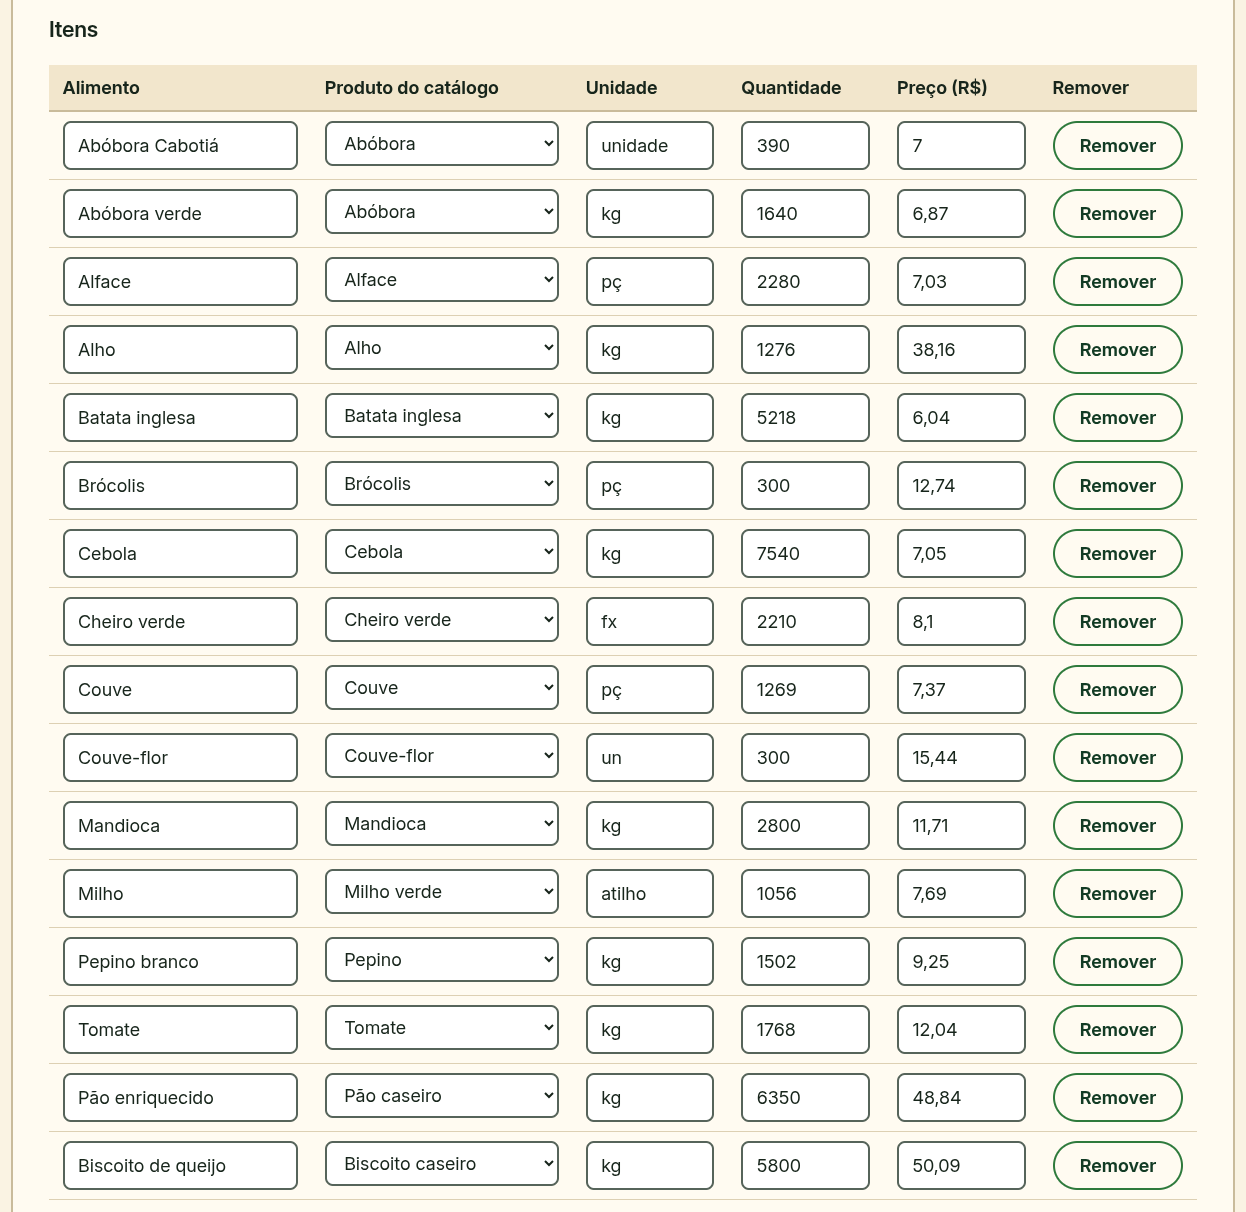 Itens
Alimento Produto do catálogo Unidade Quantidade Preço (R$) Remover
Abóbora Cabotiá Abóbora unidade 390 7 Remover
Abóbora verde Abóbora kg 1640 6,87 Remover
Alface Alface pç 2280 7,03 Remover
Alho Alho kg 1276 38,16 Remover
Batata inglesa Batata inglesa kg 5218 6,04 Remover
Brócolis Brócolis pç 300 12,74 Remover
Cebola Cebola kg 7540 7,05 Remover
Cheiro verde Cheiro verde fx 2210 8,1 Remover
Couve Couve pç 1269 7,37 Remover
Couve-flor Couve-flor un 300 15,44 Remover
Mandioca Mandioca kg 2800 11,71 Remover
Milho Milho verde atilho 1056 7,69 Remover
Pepino branco Pepino kg 1502 9,25 Remover
Tomate Tomate kg 1768 12,04 Remover
Pão enriquecido Pão caseiro kg 6350 48,84 Remover
Biscoito de queijo Biscoito caseiro kg 5800 50,09 Remover